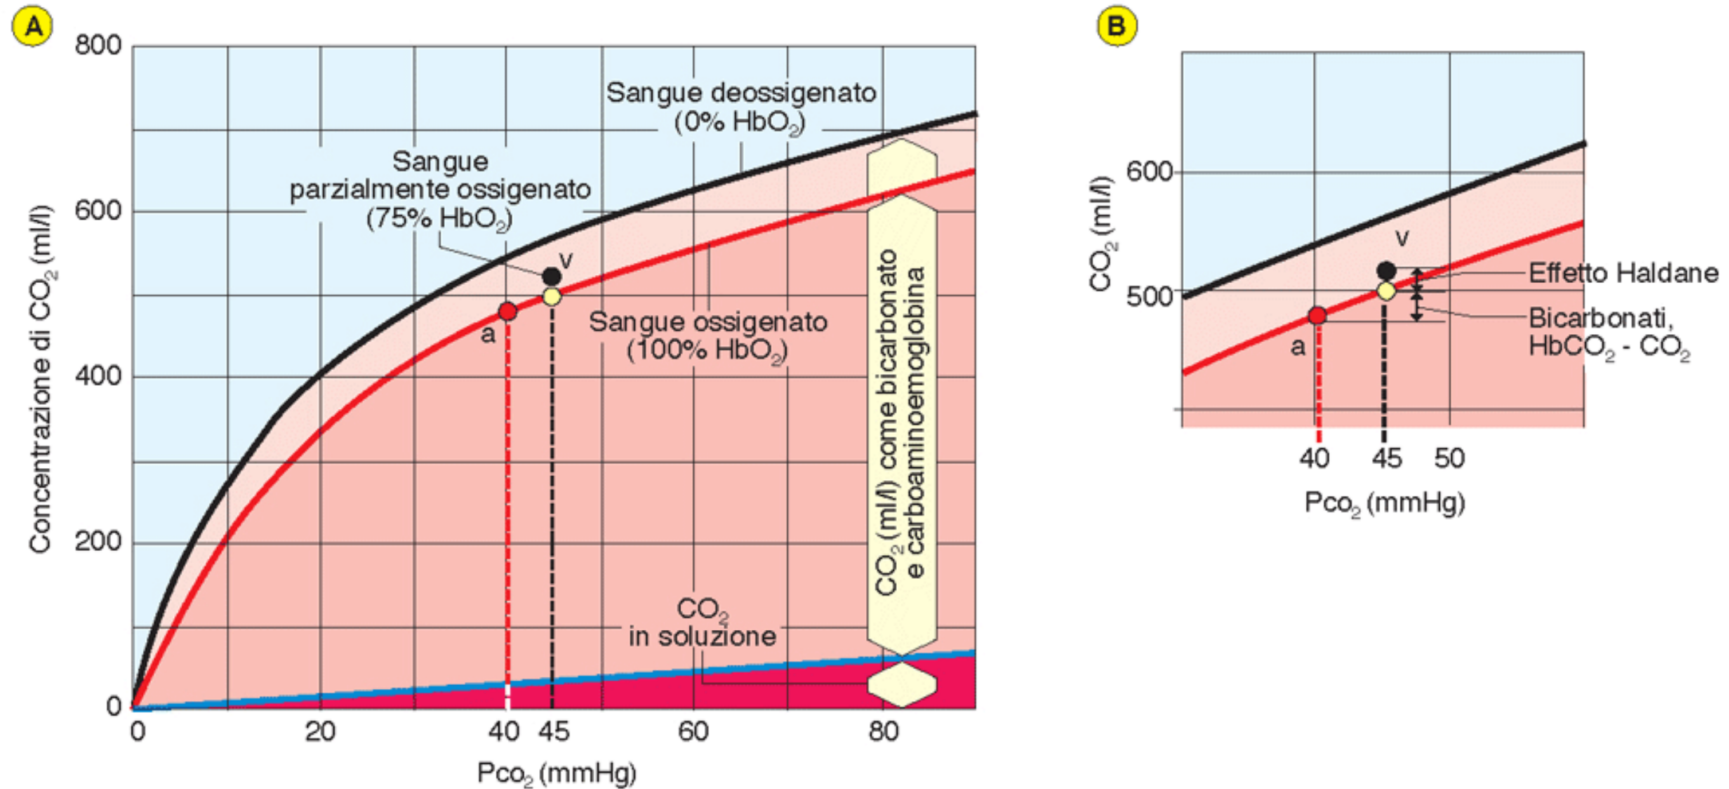 A
800
600
400
200
0
Concentrazione di CO₂ (ml/l)
Sangue deossigenato
(0% HbO₂)
Sangue
parzialmente ossigenato
(75% HbO₂)
v
a
Sangue ossigenato
(100% HbO₂)
CO₂ (ml/l) come bicarbonato
e carboaminoemoglobina
CO₂
in soluzione
0 20 40 45 60 80
Pco₂ (mmHg)
B
600
500
CO₂ (ml/l)
v
a
Effetto Haldane
Bicarbonati,
HbCO₂ - CO₂
40 45 50
Pco₂ (mmHg)